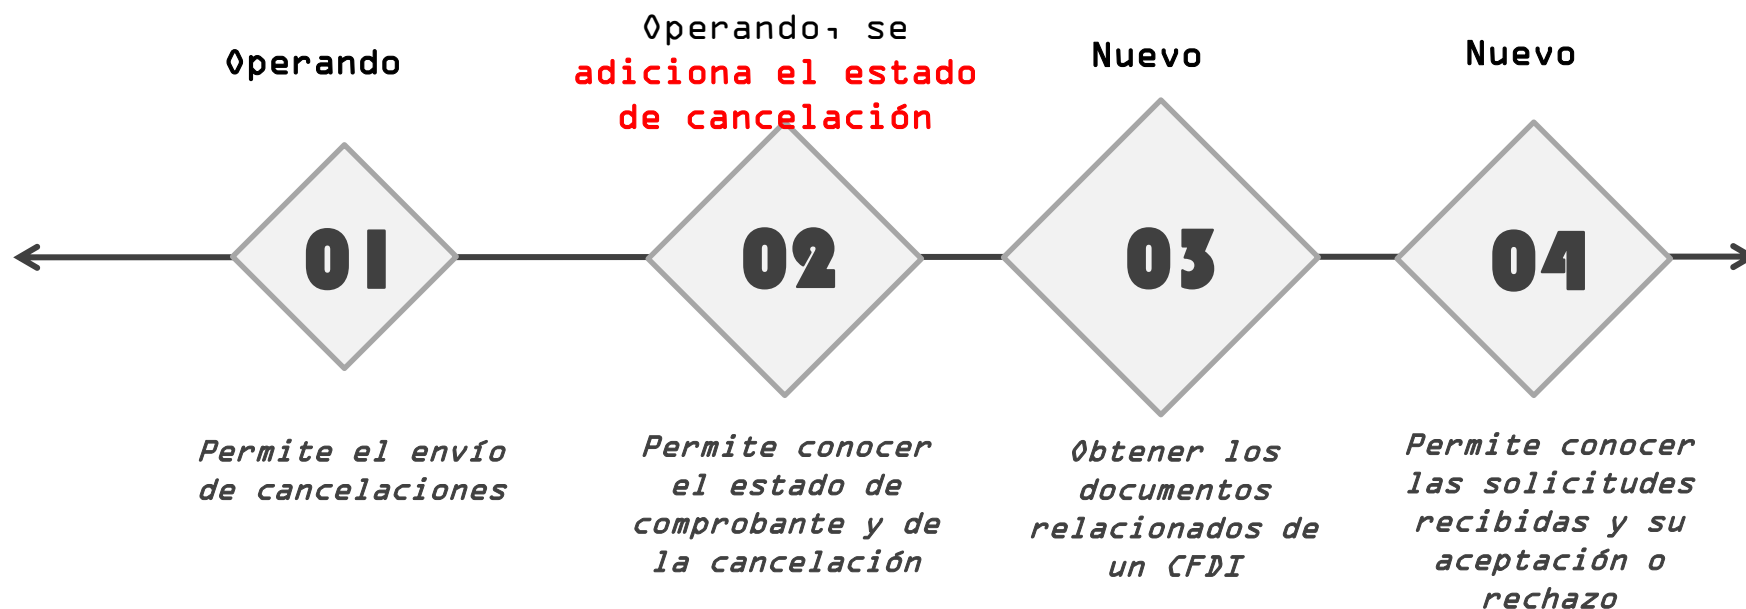 Operando
Operando, se
adiciona el estado
de cancelación
Nuevo
Nuevo
01
02
03
04
Permite el envío
de cancelaciones
Permite conocer
el estado de
comprobante y de
la cancelación
Obtener los
documentos
relacionados de
un CFDI
Permite conocer
las solicitudes
recibidas y su
aceptación o
rechazo